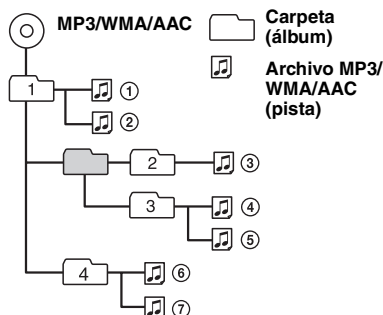 MP3/WMA/AAC
Carpeta
(álbum)
Archivo MP3/
WMA/AAC
(pista)
1
①
②
2
③
3
④
⑤
4
⑥
⑦